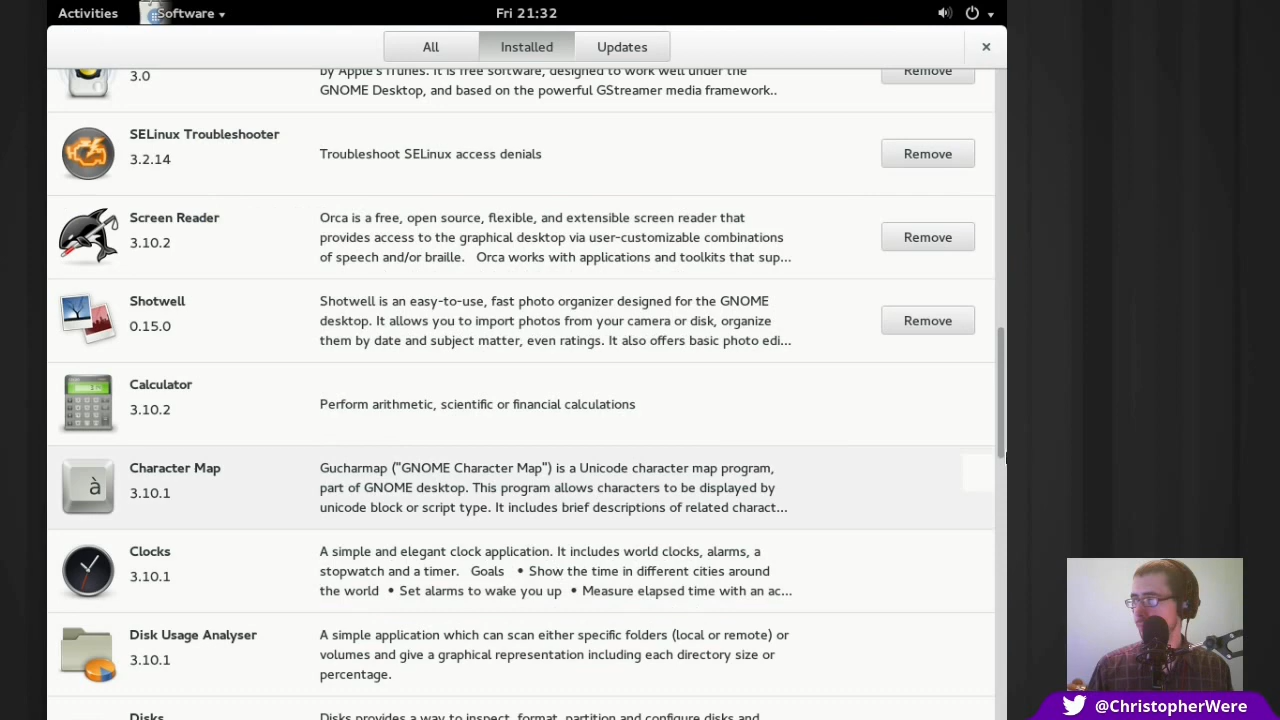 Activities
Software
Fri 21:32
All
Installed
Updates
3.0
by Apple's iTunes. It is free software, designed to work well under the
GNOME Desktop, and based on the powerful GStreamer media framework..
Remove
SELinux Troubleshooter
3.2.14
Troubleshoot SELinux access denials
Remove
Screen Reader
3.10.2
Orca is a free, open source, flexible, and extensible screen reader that
provides access to the graphical desktop via user-customizable combinations
of speech and/or braille.   Orca works with applications and toolkits that sup...
Remove
Shotwell
0.15.0
Shotwell is an easy-to-use, fast photo organizer designed for the GNOME
desktop. It allows you to import photos from your camera or disk, organize
them by date and subject matter, even ratings. It also offers basic photo edi...
Remove
Calculator
3.10.2
Perform arithmetic, scientific or financial calculations
Character Map
3.10.1
Gucharmap ("GNOME Character Map") is a Unicode character map program,
part of GNOME desktop. This program allows characters to be displayed by
unicode block or script type. It includes brief descriptions of related charact...
Clocks
3.10.1
A simple and elegant clock application. It includes world clocks, alarms, a
stopwatch and a timer.   Goals   • Show the time in different cities around
the world  • Set alarms to wake you up  • Measure elapsed time with an ac...
Disk Usage Analyser
3.10.1
A simple application which can scan either specific folders (local or remote) or
volumes and give a graphical representation including each directory size or
percentage.
Disks
Disks provides a way to inspect, format, partition and configure disks and
@ChristopherWere